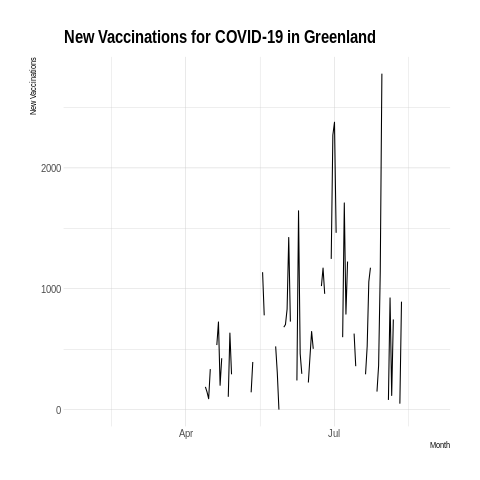 New Vaccinations for COVID-19 in Greenland
New Vaccinations
2000
1000
0
Apr
Jul
Month